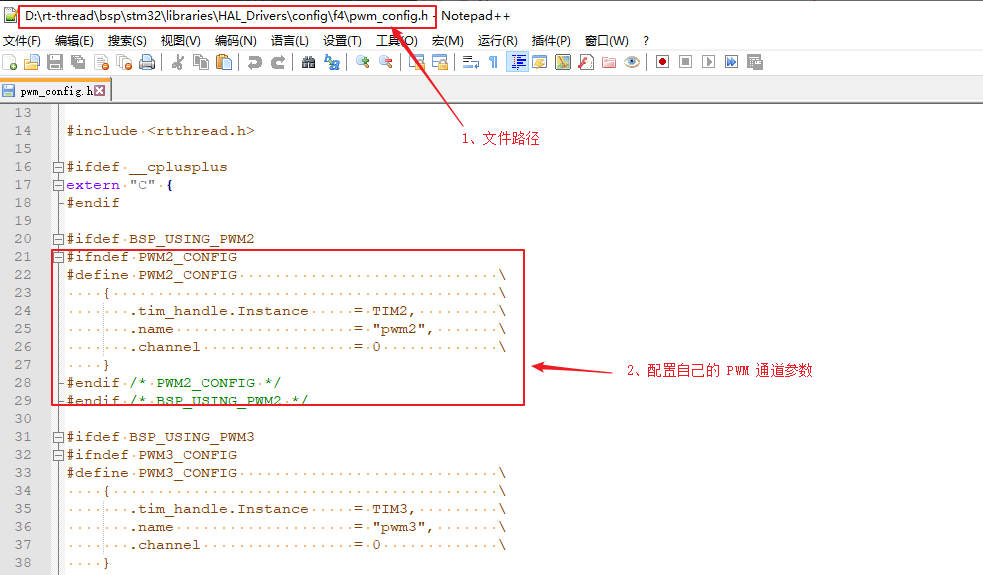 D:\rt-thread\bsp\stm32\libraries\HAL_Drivers\config\f4\pwm_config.h - Notepad++
文件(F) 编辑(E) 搜索(S) 视图(V) 编码(N) 语言(L) 设置(T) 工具(O) 宏(M) 运行(R) 插件(P) 窗口(W) ?
pwm_config.h
1、文件路径
13
14 #include <rtthread.h>
15
16 #ifdef __cplusplus
17 extern "C" {
18 #endif
19
20 #ifdef BSP_USING_PWM2
21 #ifndef PWM2_CONFIG
22 #define PWM2_CONFIG \
23 { \
24 .tim_handle.Instance = TIM2, \
25 .name = "pwm2", \
26 .channel = 0 \
27 }
2、配置自己的 PWM 通道参数
28 #endif /* PWM2_CONFIG */
29 #endif /* BSP_USING_PWM2 */
30
31 #ifdef BSP_USING_PWM3
32 #ifndef PWM3_CONFIG
33 #define PWM3_CONFIG \
34 { \
35 .tim_handle.Instance = TIM3, \
36 .name = "pwm3", \
37 .channel = 0 \
38 }